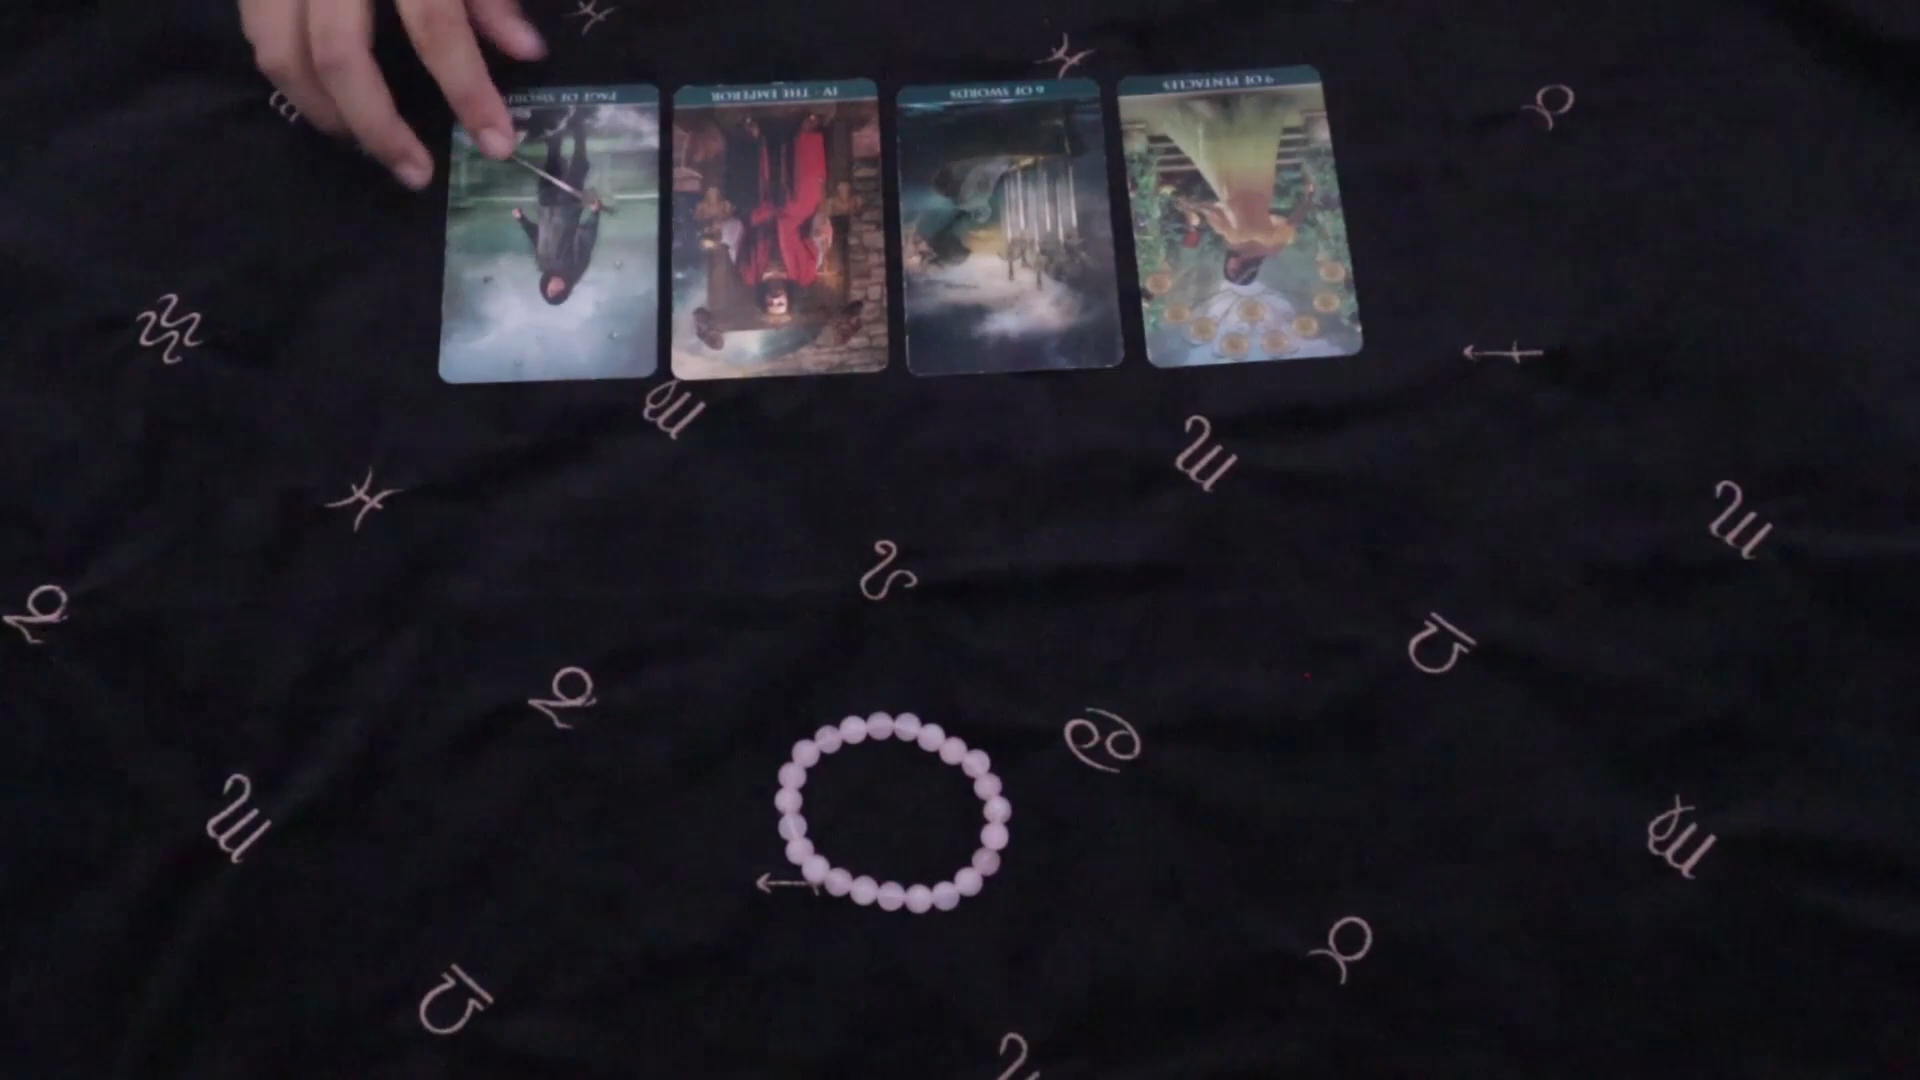 PAGE OF SWORDS
IV - THE EMPEROR
6 OF SWORDS
9 OF PENTACLES